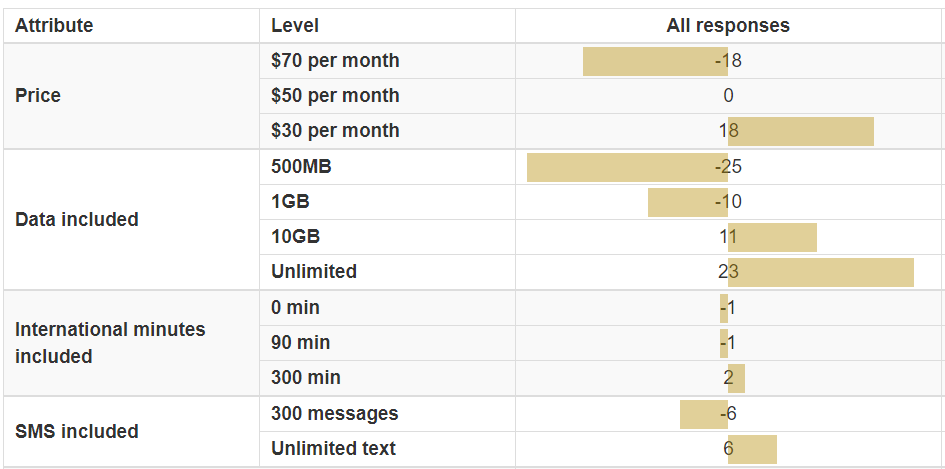 Attribute Level All responses
$70 per month -18
Price $50 per month 0
$30 per month 18
500MB -25
1GB -10
Data included
10GB 11
Unlimited 23
0 min -1
International minutes
included
90 min -1
300 min 2
300 messages -6
SMS included
Unlimited text 6